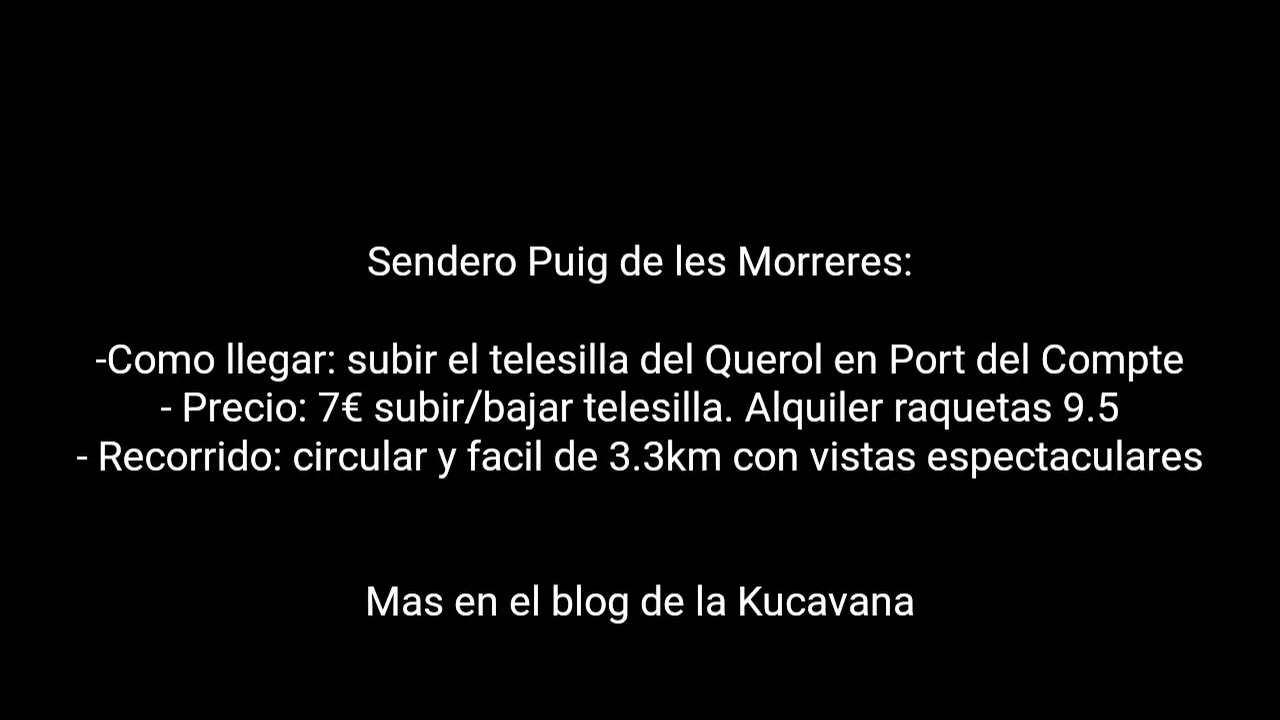 Sendero Puig de les Morreres:
-Como llegar: subir el telesilla del Querol en Port del Compte
- Precio: 7€ subir/bajar telesilla. Alquiler raquetas 9.5
- Recorrido: circular y facil de 3.3km con vistas espectaculares
Mas en el blog de la Kucavana